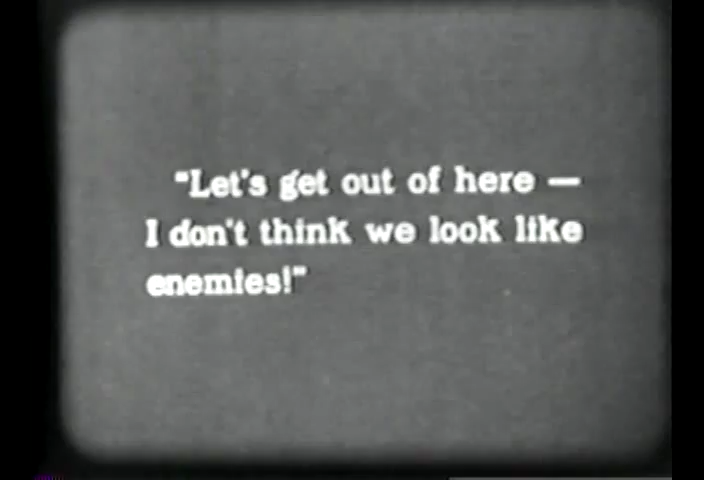 "Let's get out of here —
I don't think we look like
enemies!"